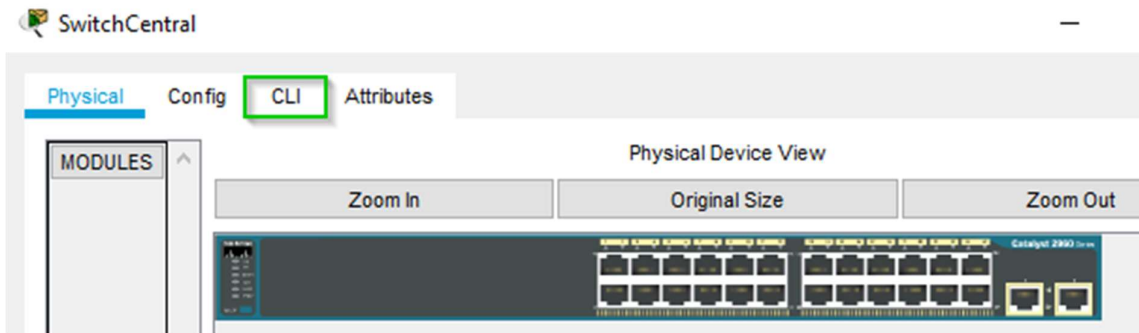 SwitchCentral
Physical Config CLI Attributes
MODULES
Physical Device View
Zoom In Original Size Zoom Out
Catalyst 2960 Series